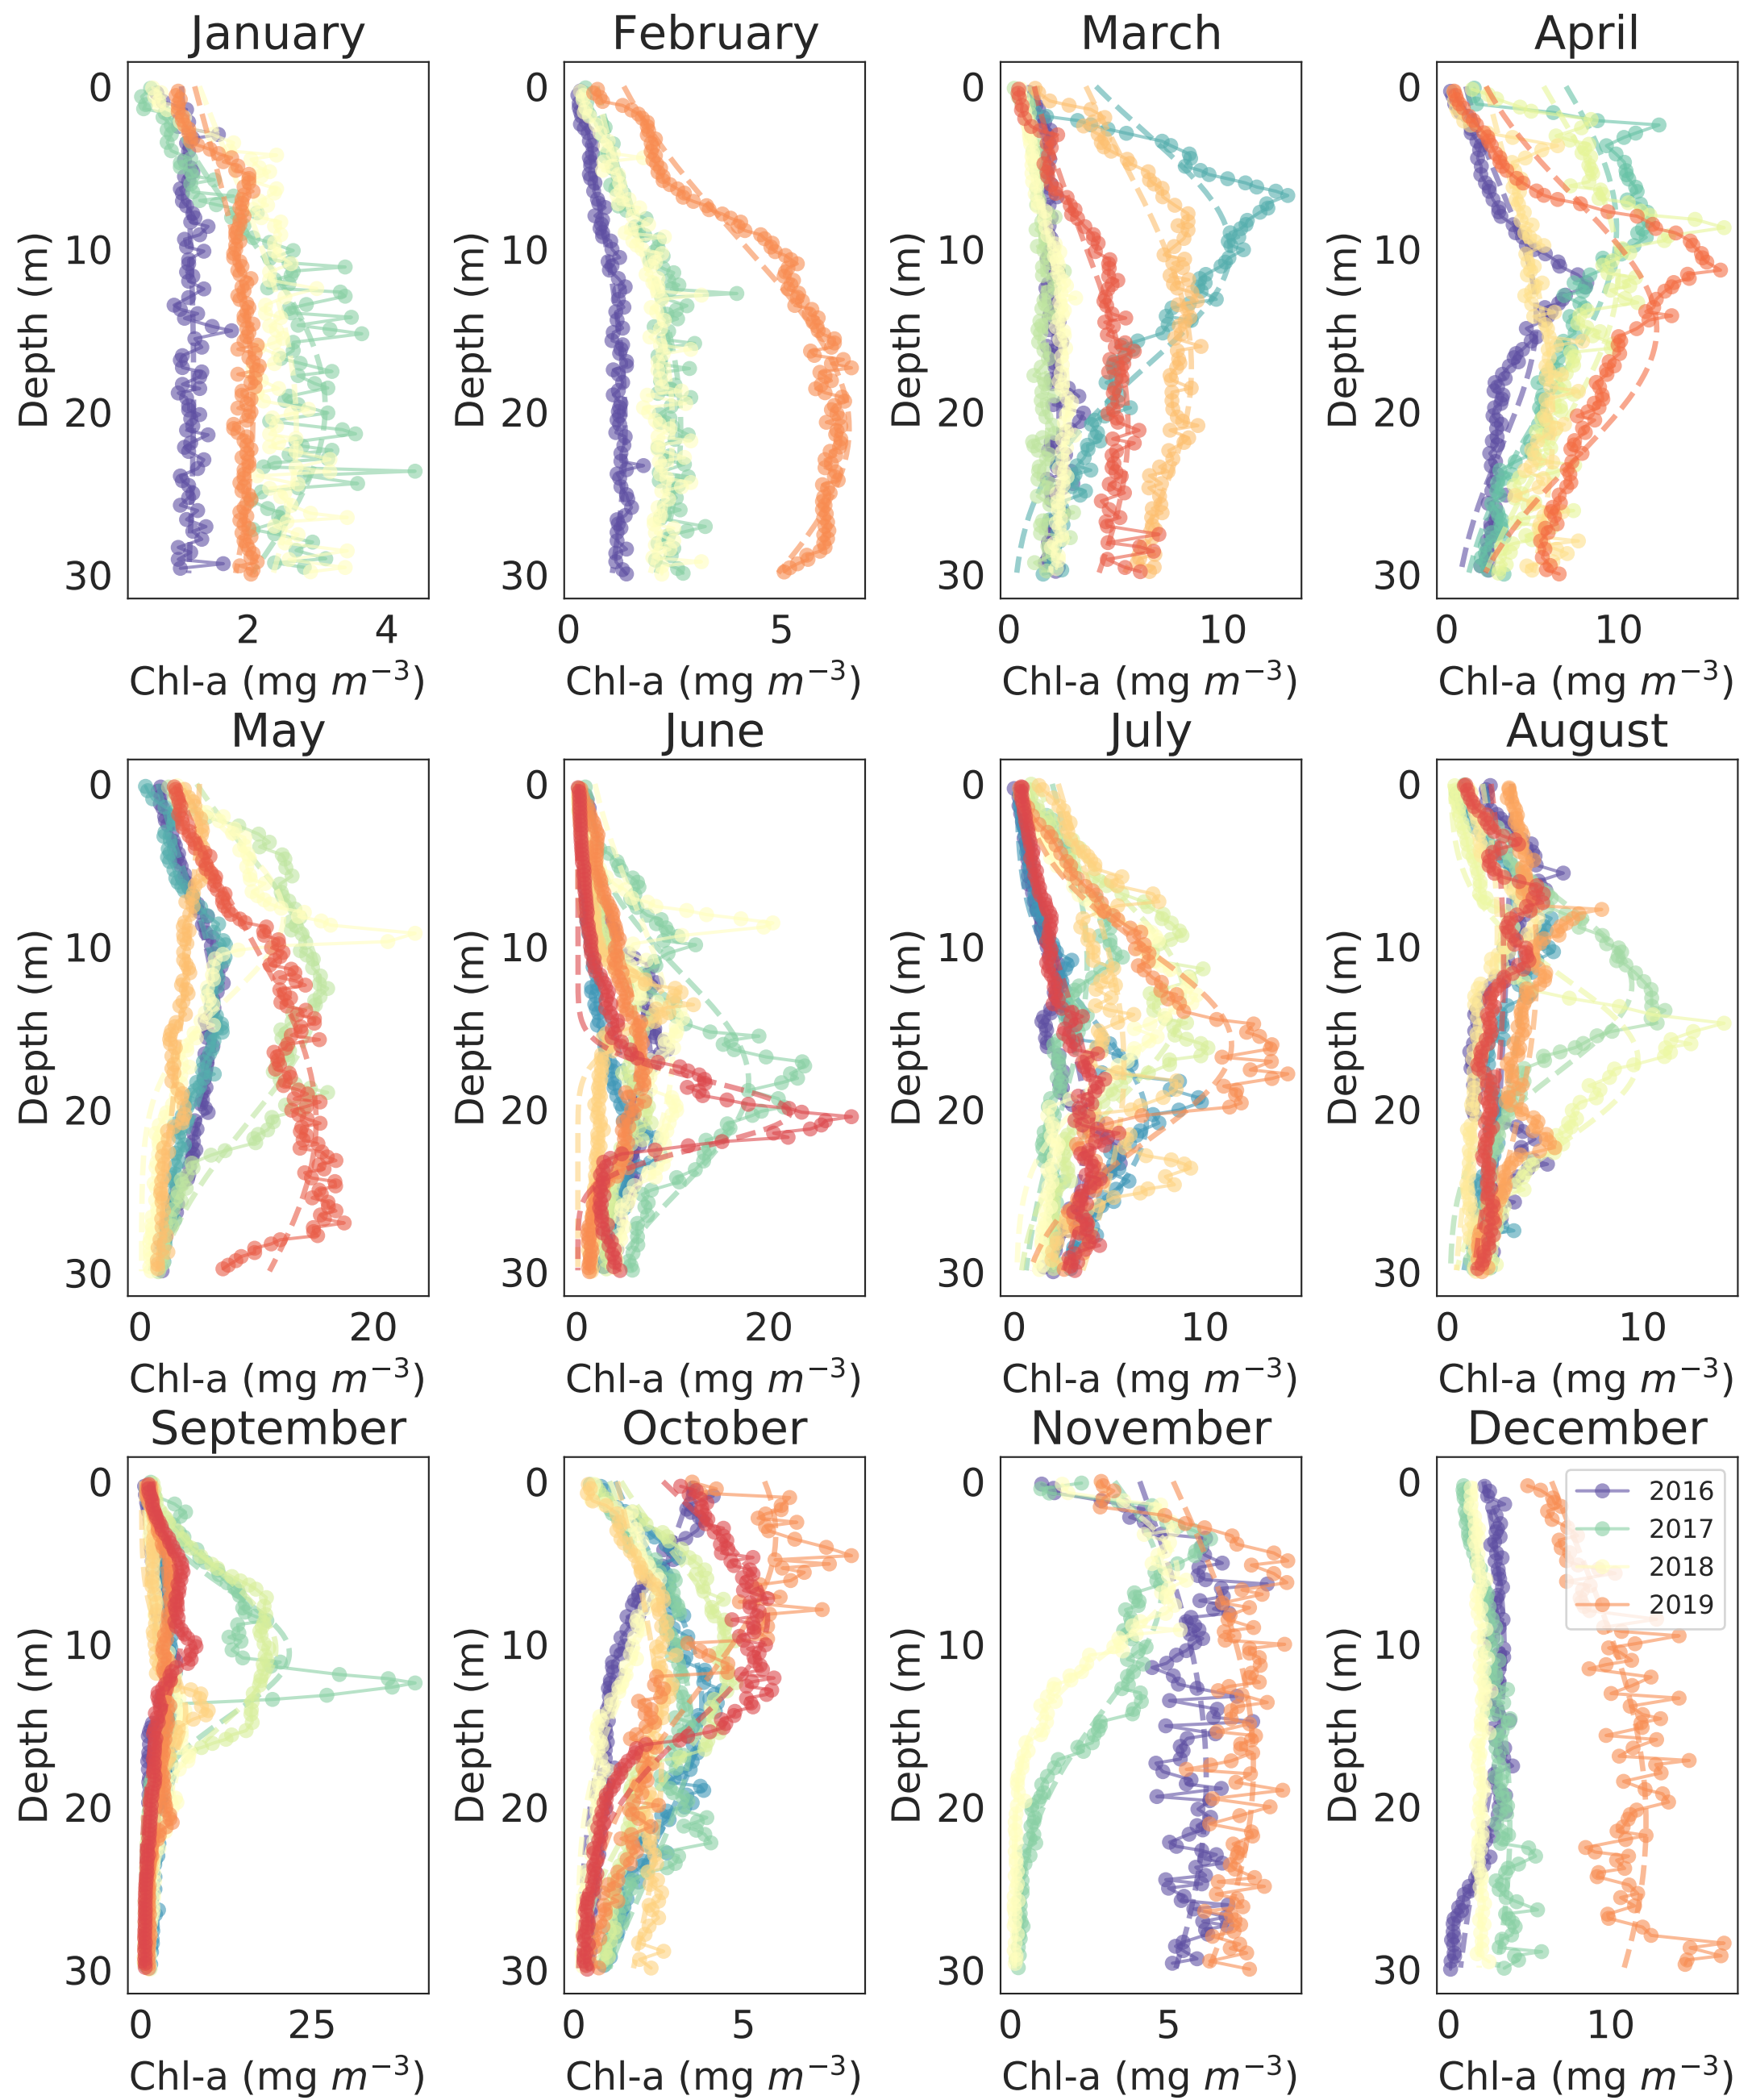 January February March April
0 0 0 0
10 10 10 10
20 20 20 20
30 30 30 30
Depth (m) Depth (m) Depth (m) Depth (m)
2 4 0 5 0 10 0 10
Chl-a (mg m−3) Chl-a (mg m−3) Chl-a (mg m−3) Chl-a (mg m−3)
May June July August
0 0 0 0
10 10 10 10
20 20 20 20
30 30 30 30
Depth (m) Depth (m) Depth (m) Depth (m)
0 20 0 20 0 10 0 10
Chl-a (mg m−3) Chl-a (mg m−3) Chl-a (mg m−3) Chl-a (mg m−3)
September October November December
0 0 0 0
10 10 10 10
20 20 20 20
30 30 30 30
Depth (m) Depth (m) Depth (m) Depth (m)
2016
2017
2018
2019
0 25 0 5 0 5 0 10
Chl-a (mg m−3) Chl-a (mg m−3) Chl-a (mg m−3) Chl-a (mg m−3)